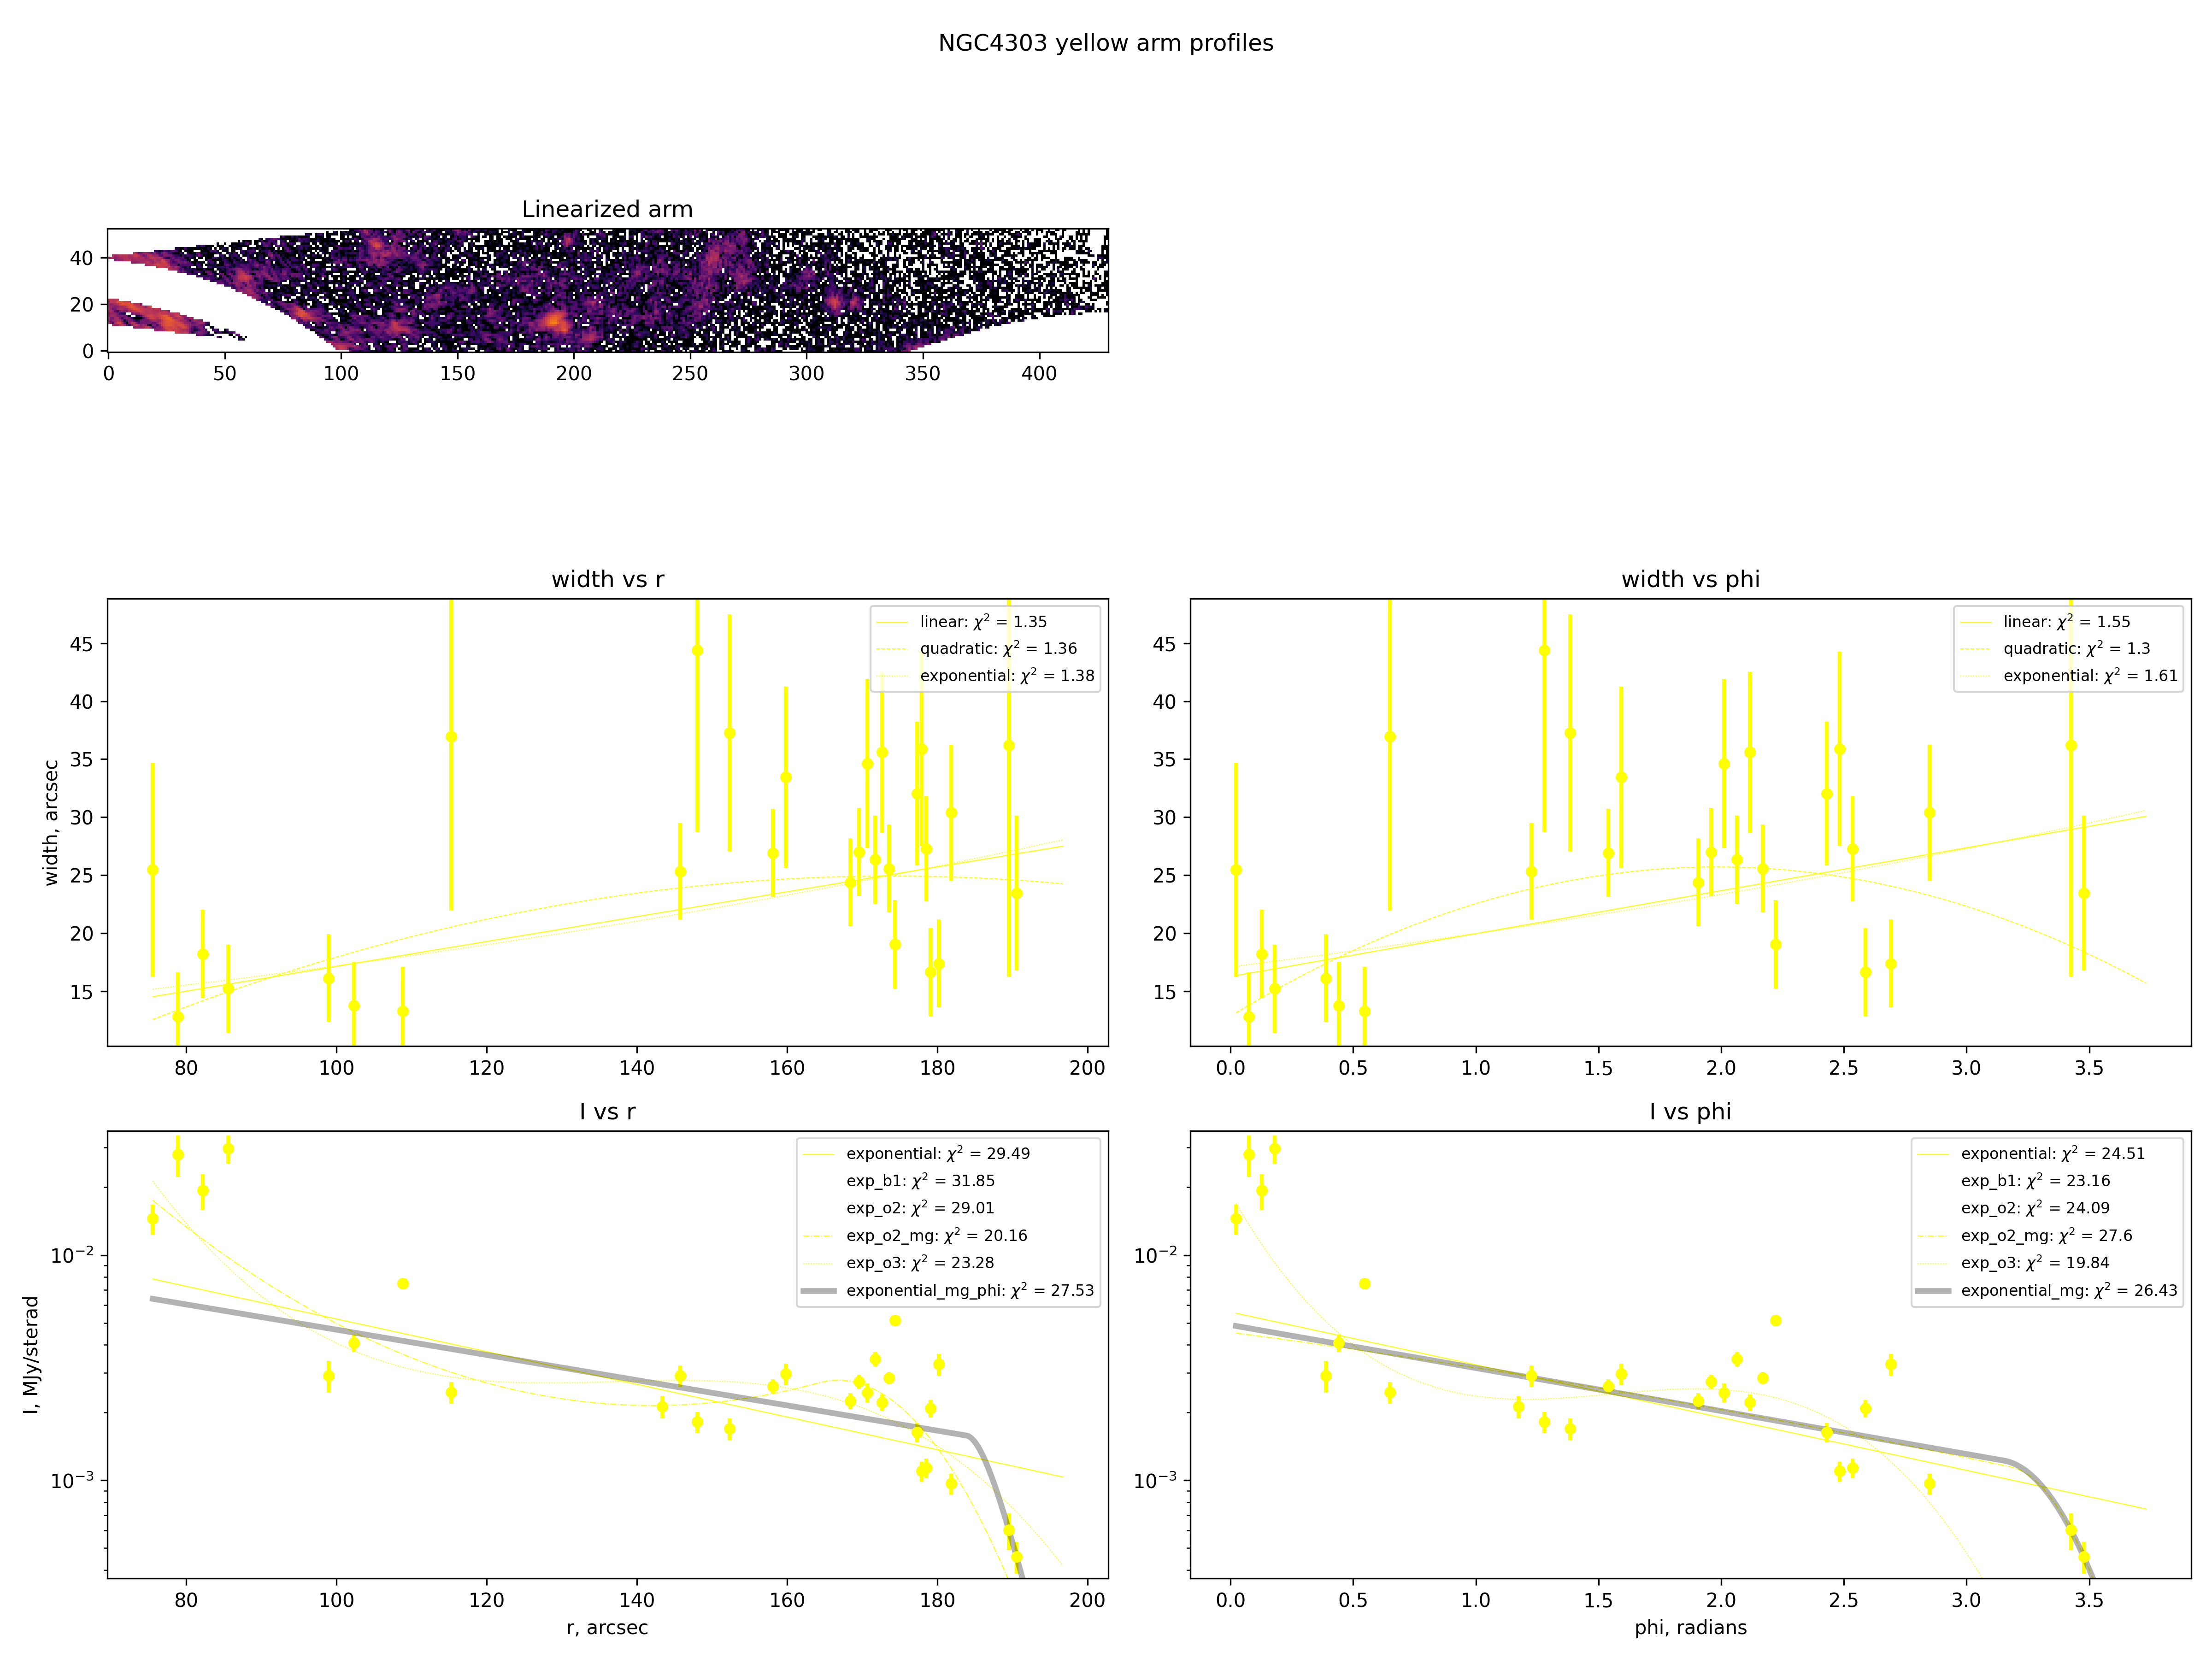 NGC4303 yellow arm profiles
Linearized arm
40
20
0
0 50 100 150 200 250 300 350 400
width vs r
width, arcsec
45
40
35
30
25
20
15
80 100 120 140 160 180 200
linear: χ² = 1.35
quadratic: χ² = 1.36
exponential: χ² = 1.38
width vs phi
45
40
35
30
25
20
15
0.0 0.5 1.0 1.5 2.0 2.5 3.0 3.5
linear: χ² = 1.55
quadratic: χ² = 1.3
exponential: χ² = 1.61
I vs r
I, MJy/sterad
10⁻²
10⁻³
80 100 120 140 160 180 200
r, arcsec
exponential: χ² = 29.49
exp_b1: χ² = 31.85
exp_o2: χ² = 29.01
exp_o2_mg: χ² = 20.16
exp_o3: χ² = 23.28
exponential_mg_phi: χ² = 27.53
I vs phi
10⁻²
10⁻³
0.0 0.5 1.0 1.5 2.0 2.5 3.0 3.5
phi, radians
exponential: χ² = 24.51
exp_b1: χ² = 23.16
exp_o2: χ² = 24.09
exp_o2_mg: χ² = 27.6
exp_o3: χ² = 19.84
exponential_mg: χ² = 26.43